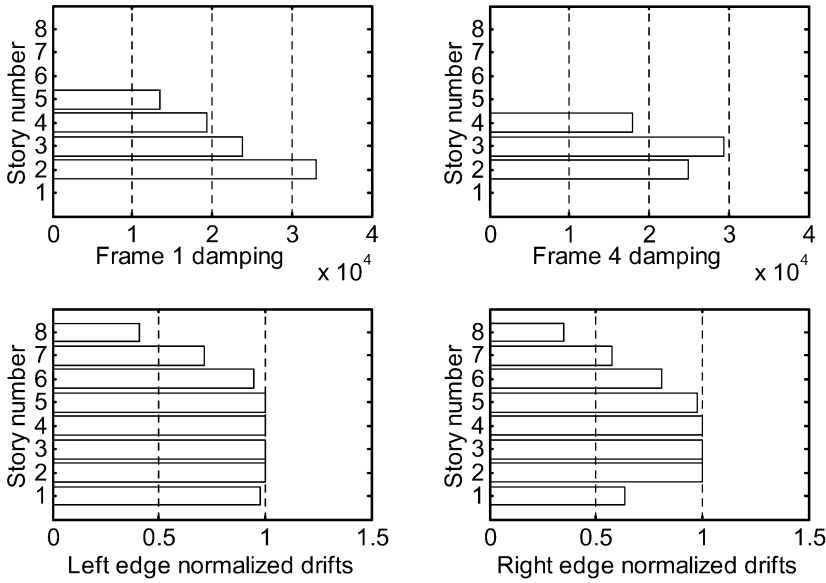 Story number
8
7
6
5
4
3
2
1
0 1 2 3 4
Frame 1 damping
x 10⁴
Story number
8
7
6
5
4
3
2
1
0 1 2 3 4
Frame 4 damping
x 10⁴
Story number
8
7
6
5
4
3
2
1
0 0.5 1 1.5
Left edge normalized drifts
Story number
8
7
6
5
4
3
2
1
0 0.5 1 1.5
Right edge normalized drifts